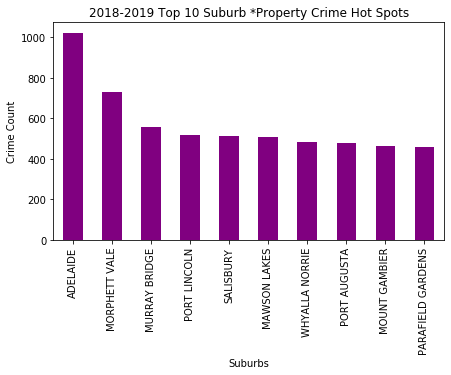 2018-2019 Top 10 Suburb *Property Crime Hot Spots
Crime Count
1000
800
600
400
200
0
ADELAIDE
MORPHETT VALE
MURRAY BRIDGE
PORT LINCOLN
SALISBURY
MAWSON LAKES
WHYALLA NORRIE
PORT AUGUSTA
MOUNT GAMBIER
PARAFIELD GARDENS
Suburbs